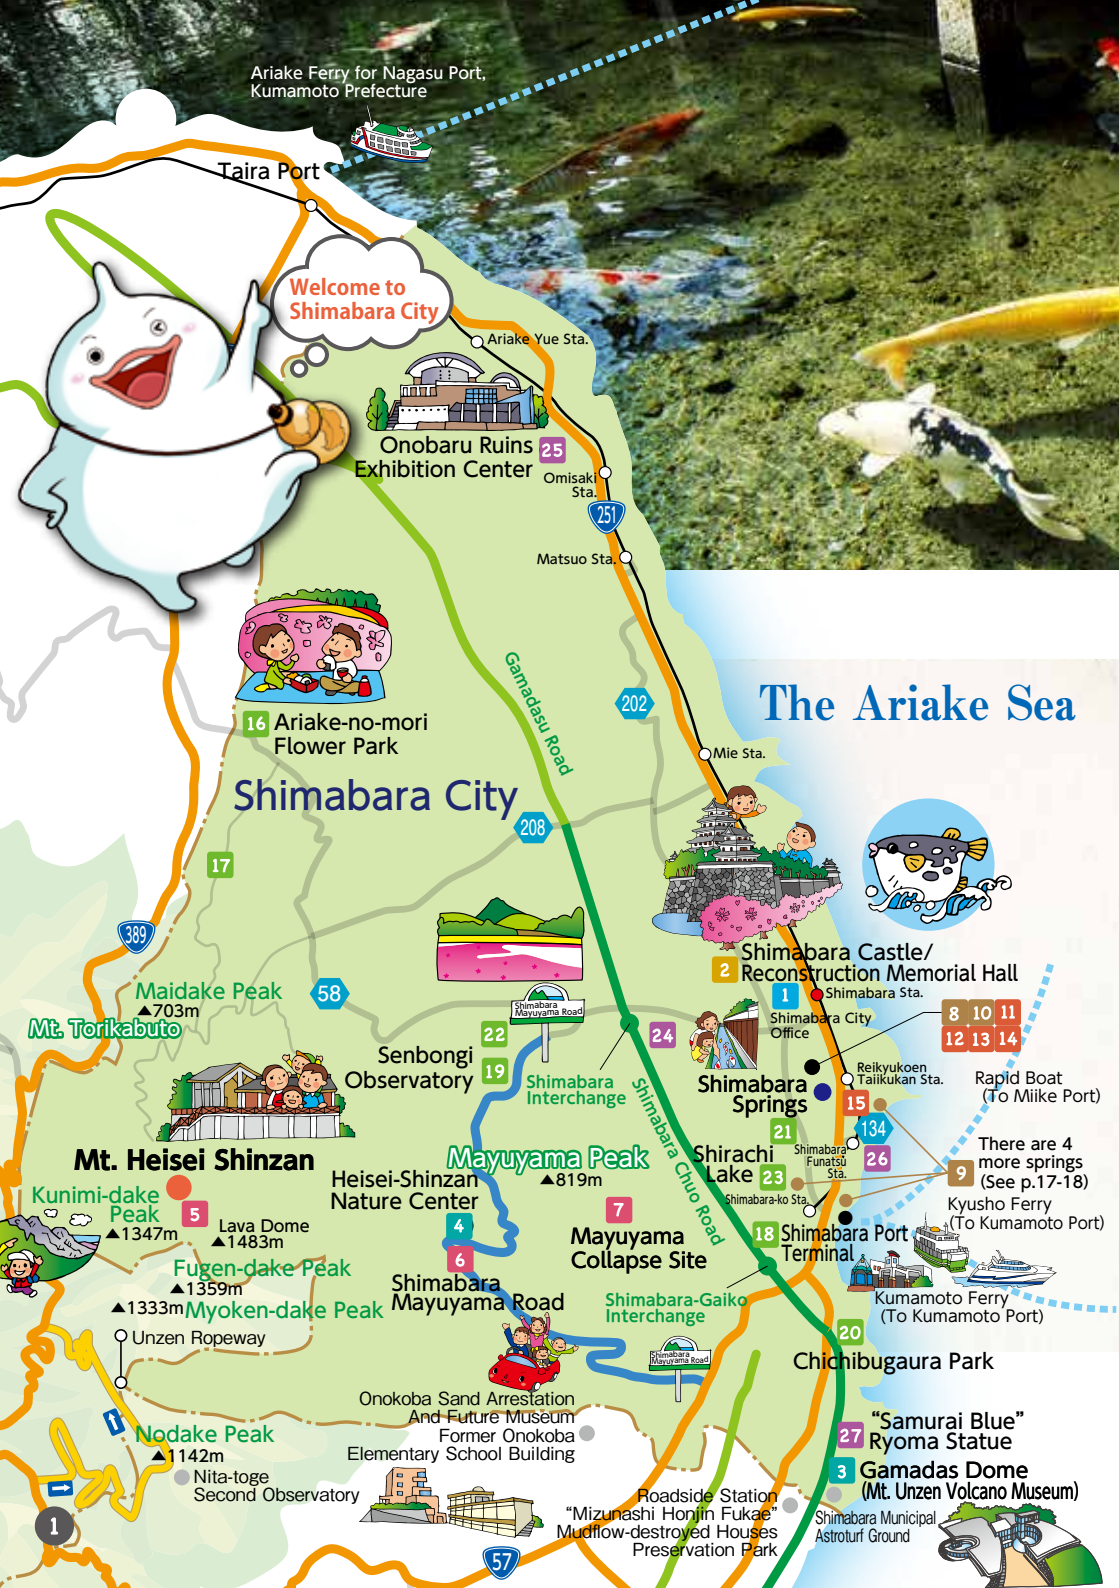 Ariake Ferry for Nagasu Port,
Kumamoto Prefecture
Taira Port
Welcome to
Shimabara City
Ariake Yue Sta.
Onobaru Ruins
Exhibition Center
25
Omisaki
Sta.
251
Matsuo Sta.
Gamadasu Road
202
The Ariake Sea
16
Ariake-no-mori
Flower Park
Mie Sta.
Shimabara City
208
17
389
Shimabara Castle/
Reconstruction Memorial Hall
2
1
Shimabara Sta.
Shimabara City
Office
Maidake Peak
▲703m
58
Mt. Torikabuto
Shimabara
Mayuyama Road
8 10 11
12 13 14
22
24
Senbongi
Observatory
19
Shimabara
Interchange
Shimabara Chuo Road
Shimabara
Springs
Reikyukoen
Taiikukan Sta.
Rapid Boat
(To Miike Port)
15
134
21
Mt. Heisei Shinzan
Mayuyama Peak
▲819m
Shirachi
Lake
23
Shimabara
Funatsu
Sta.
26
There are 4
more springs
(See p.17-18)
9
Heisei-Shinzan
Nature Center
4
Kunimi-dake
Peak
▲1347m
5
Lava Dome
▲1483m
7
Mayuyama
Collapse Site
Shimabara-ko Sta.
Kyusho Ferry
(To Kumamoto Port)
18
Shimabara Port
Terminal
6
Shimabara
Mayuyama Road
Fugen-dake Peak
▲1359m
▲1333m
Myoken-dake Peak
Shimabara-Gaiko
Interchange
Kumamoto Ferry
(To Kumamoto Port)
Unzen Ropeway
20
Chichibugaura Park
Shimabara
Mayuyama Road
Onokoba Sand Arrestation
And Future Museum
Former Onokoba
Elementary School Building
Nodake Peak
▲1142m
Nita-toge
Second Observatory
27
“Samurai Blue”
Ryoma Statue
3
Gamadas Dome
(Mt. Unzen Volcano Museum)
Roadside Station
“Mizunashi Honjin Fukae”
Mudflow-destroyed Houses
Preservation Park
Shimabara Municipal
Astroturf Ground
1
57